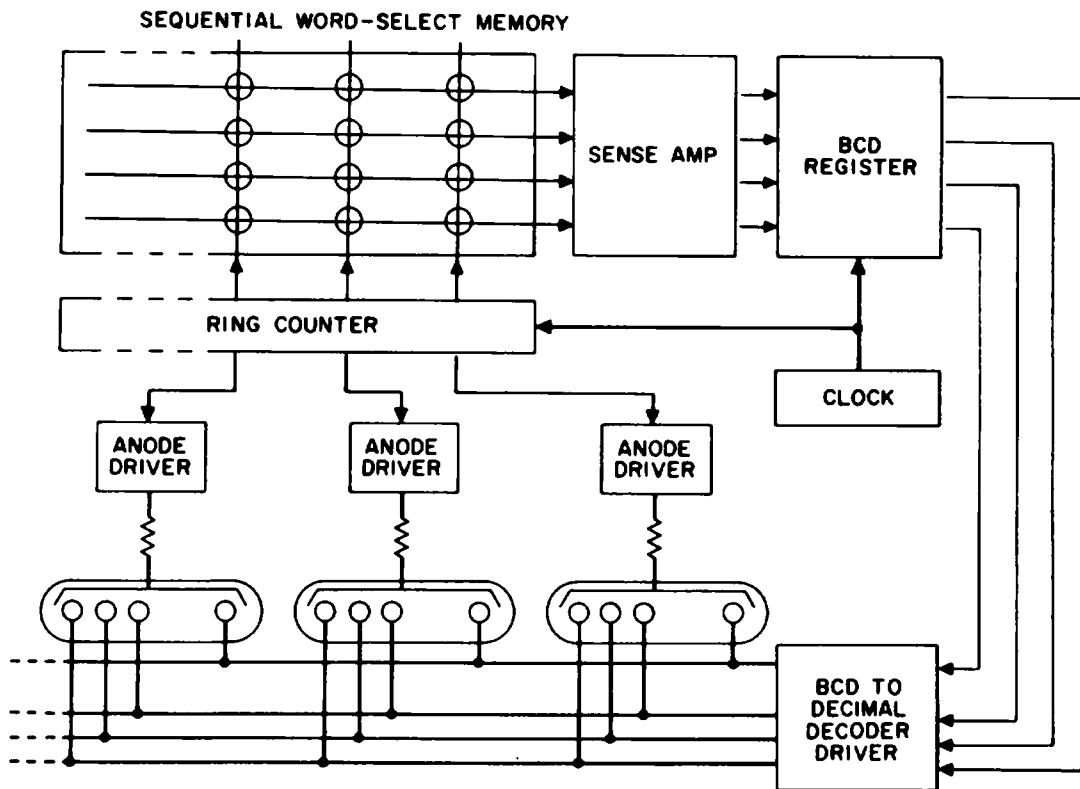 SEQUENTIAL WORD-SELECT MEMORY
SENSE AMP
BCD
REGISTER
RING COUNTER
CLOCK
ANODE
DRIVER
ANODE
DRIVER
ANODE
DRIVER
BCD TO
DECIMAL
DECODER
DRIVER